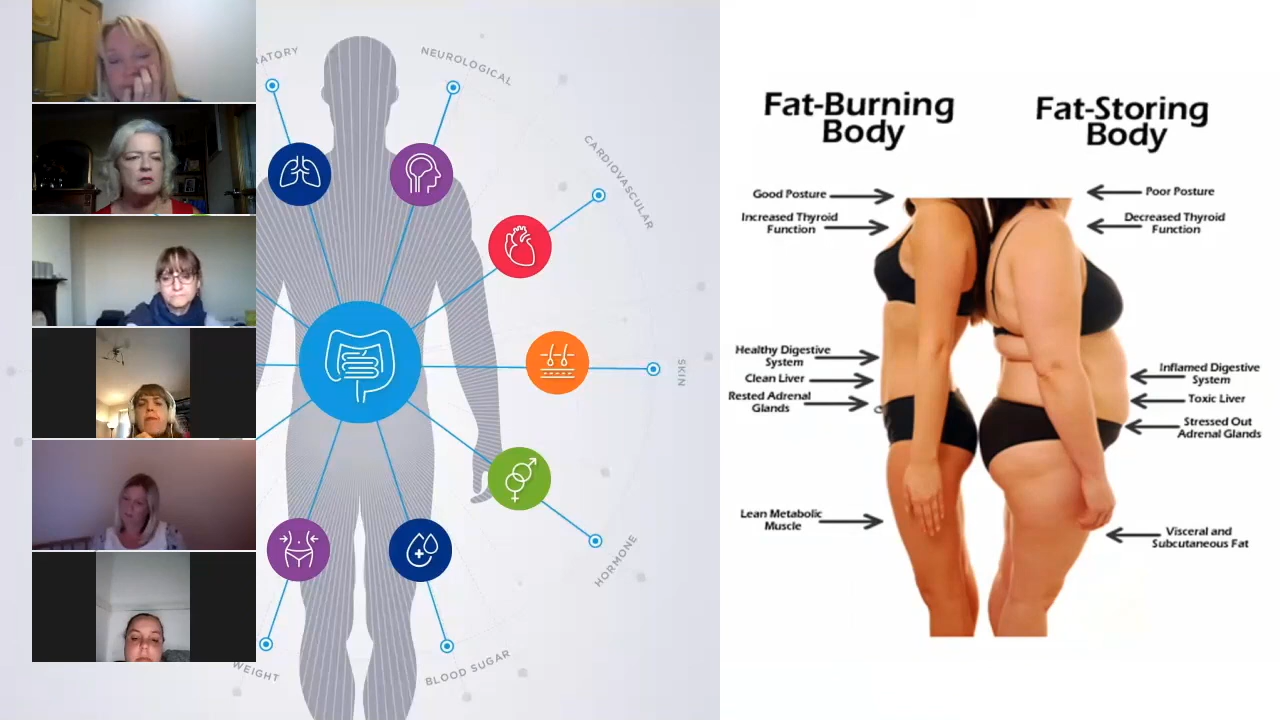 NEUROLOGICAL
CARDIOVASCULAR
SKIN
HORMONE
BLOOD SUGAR
WEIGHT
Fat-Burning
Body
Good Posture
Increased Thyroid
Function
Healthy Digestive
System
Clean Liver
Rested Adrenal
Glands
Lean Metabolic
Muscle
Fat-Storing
Body
Poor Posture
Decreased Thyroid
Function
Inflamed Digestive
System
Toxic Liver
Stressed Out
Adrenal Glands
Visceral and
Subcutaneous Fat